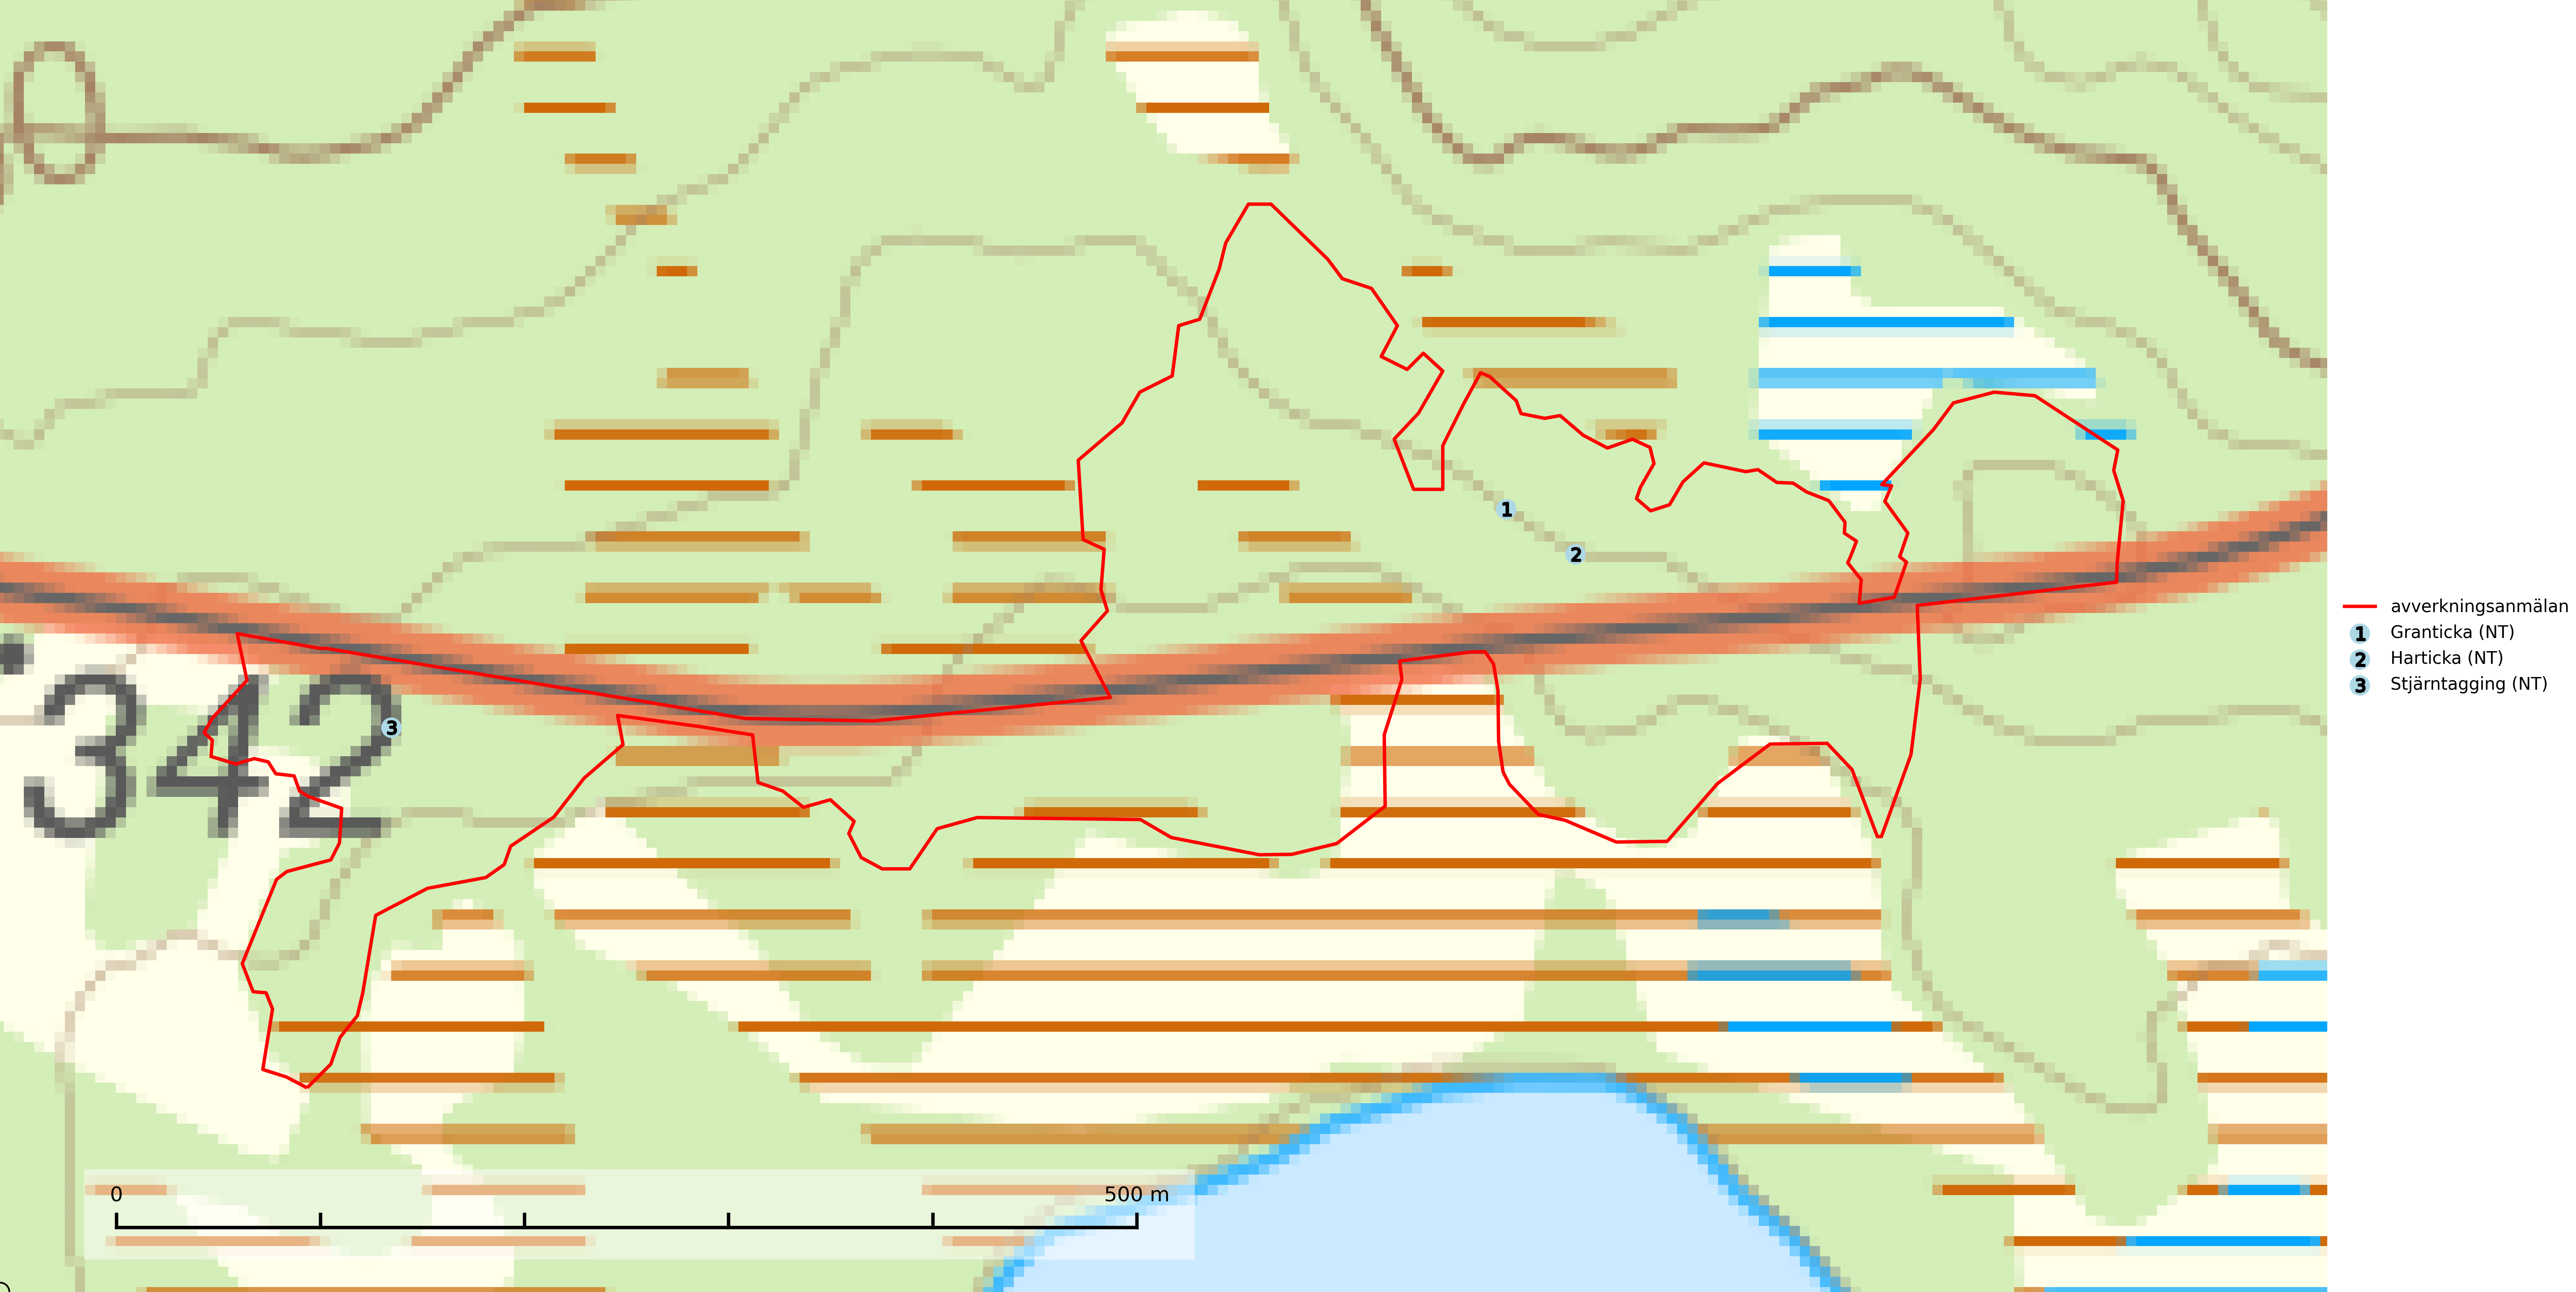 342
1
2
3
0 500 m
avverkningsanmälan
1 Granticka (NT)
2 Harticka (NT)
3 Stjärntagging (NT)